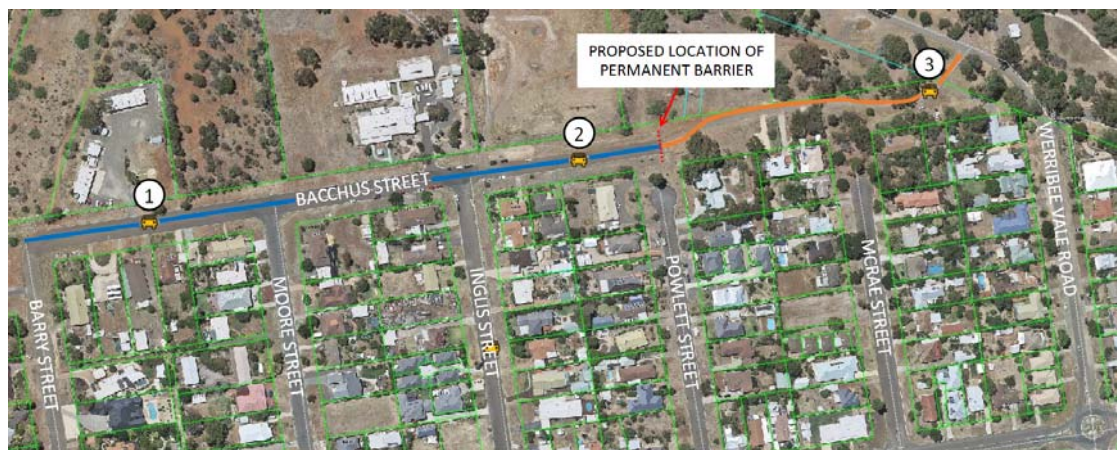 PROPOSED LOCATION OF
PERMANENT BARRIER
1
2
3
BACCHUS STREET
BARRY STREET
MOORE STREET
INGLIS STREET
POWLETT STREET
MCRAE STREET
WERRIBEE VALE ROAD